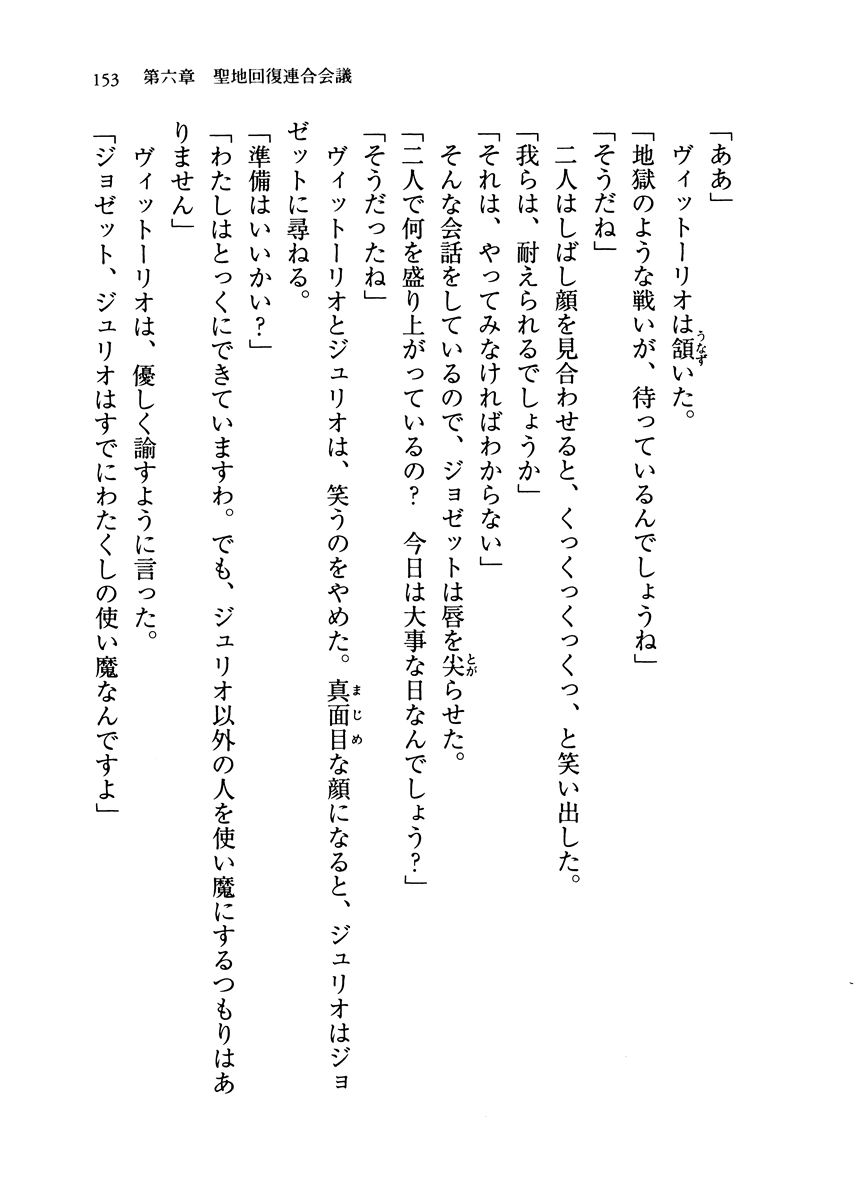 153　第六章　聖地回復連合会議
「ああ」
　ヴィットーリオは頷いた。
「地獄のような戦いが、待っているんでしょうね」
「そうだね」
　二人はしばし顔を見合わせると、くっくっくっくっ、と笑い出した。
「我らは、耐えられるでしょうか」
「それは、やってみなければわからない」
　そんな会話をしているので、ジョゼットは唇を尖らせた。
「二人で何を盛り上がっているの？　今日は大事な日なんでしょう？」
「そうだったね」
　ヴィットーリオとジュリオは、笑うのをやめた。真面目な顔になると、ジュリオはジョ
ゼットに尋ねる。
「準備はいいかい？」
「わたしはとっくにできていますわ。でも、ジュリオ以外の人を使い魔にするつもりはあ
りません」
　ヴィットーリオは、優しく諭すように言った。
「ジョゼット、ジュリオはすでにわたくしの使い魔なんですよ」